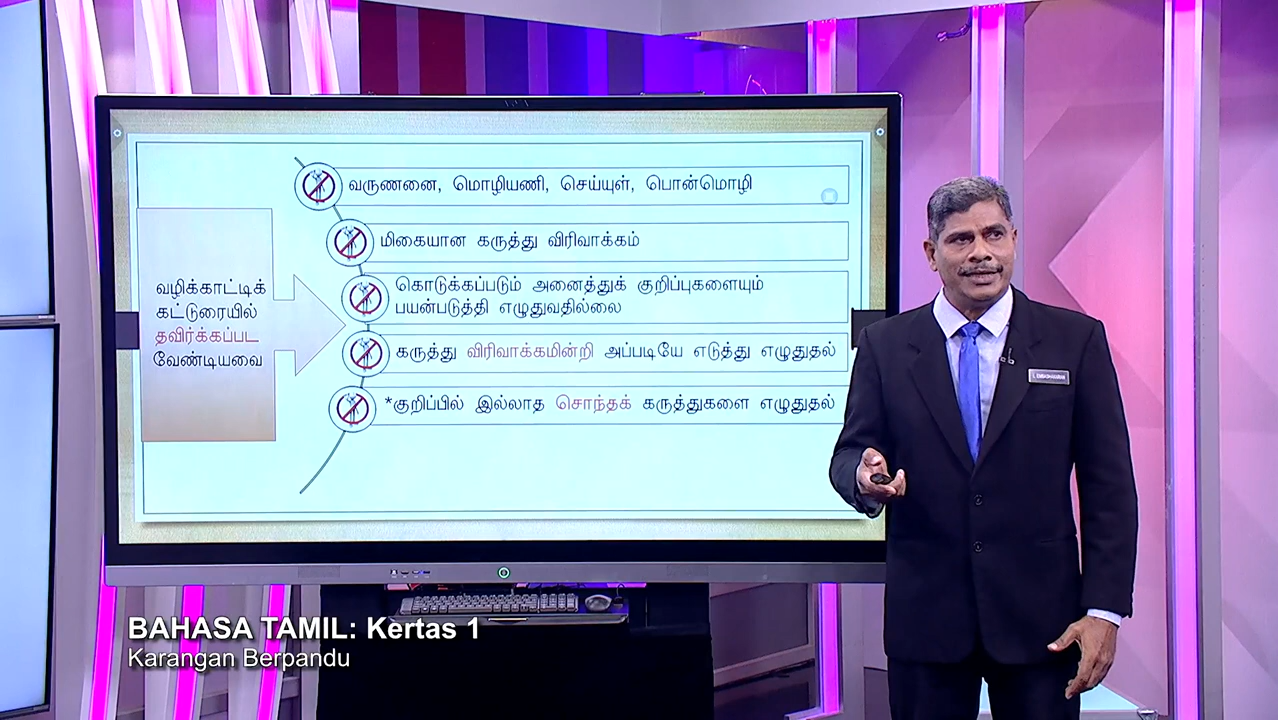 வருணனை, மொழியணி, செய்யுள், பொன்மொழி
மிகையான கருத்து விரிவாக்கம்
கொடுக்கப்படும் அனைத்துக் குறிப்புகளையும்
பயன்படுத்தி எழுதுவதில்லை
கருத்து விரிவாக்கமின்றி அப்படியே எடுத்து எழுதுதல்
*குறிப்பில் இல்லாத சொந்தக் கருத்துகளை எழுதுதல்
வழிக்காட்டிக்
கட்டுரையில்
தவிர்க்கப்பட
வேண்டியவை
BAHASA TAMIL: Kertas 1
Karangan Berpandu